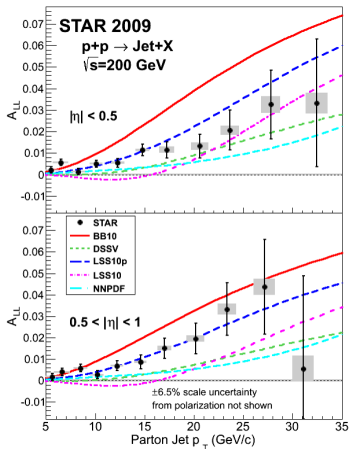 0.07
STAR 2009
0.06
p+p → Jet+X
0.05
√s=200 GeV
0.04
A_LL
0.03
|η| < 0.5
0.02
0.01
0
-0.01
0.07
STAR
0.06
BB10
DSSV
0.05
LSS10p
LSS10
0.04
NNPDF
A_LL
0.03
0.5 < |η| < 1
0.02
0.01
0
±6.5% scale uncertainty
-0.01
from polarization not shown
5 10 15 20 25 30 35
Parton Jet p_T (GeV/c)